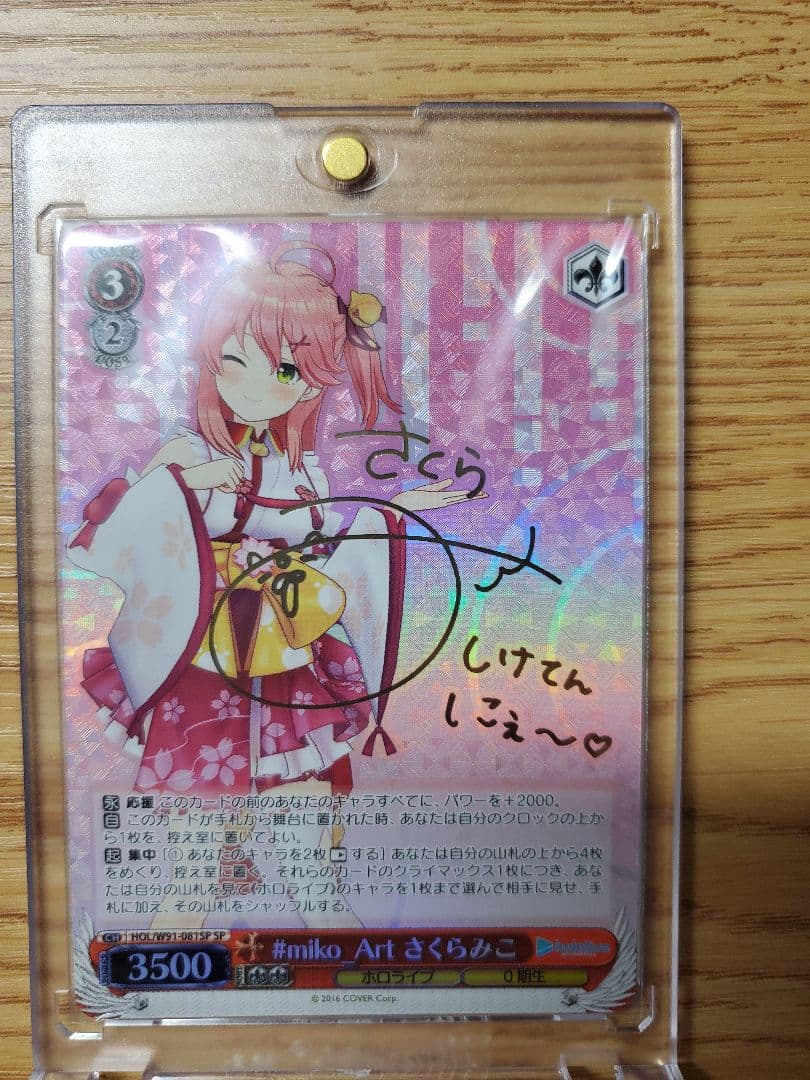 3
2
COST
さくら
み
しけてん
しこぇ～♡
永 応援 このカードの前のあなたのキャラすべてに、パワーを+2000。
自 このカードが手札から舞台に置かれた時、あなたは自分のクロックの上か
ら1枚を、控え室に置いてよい。
起 集中 [① あなたのキャラを2枚する] あなたは自分の山札の上から4枚
をめくり、控え室に置く。それらのカードのクライマックス1枚につき、あな
たは自分の山札を見て《ホロライブ》のキャラを1枚まで選んで相手に見せ、手
札に加え、その山札をシャッフルする。
CH HOL/W91-081SP SP
#miko_Art さくらみこ hololive
3500
ホロライブ 0期生
© 2016 COVER Corp.